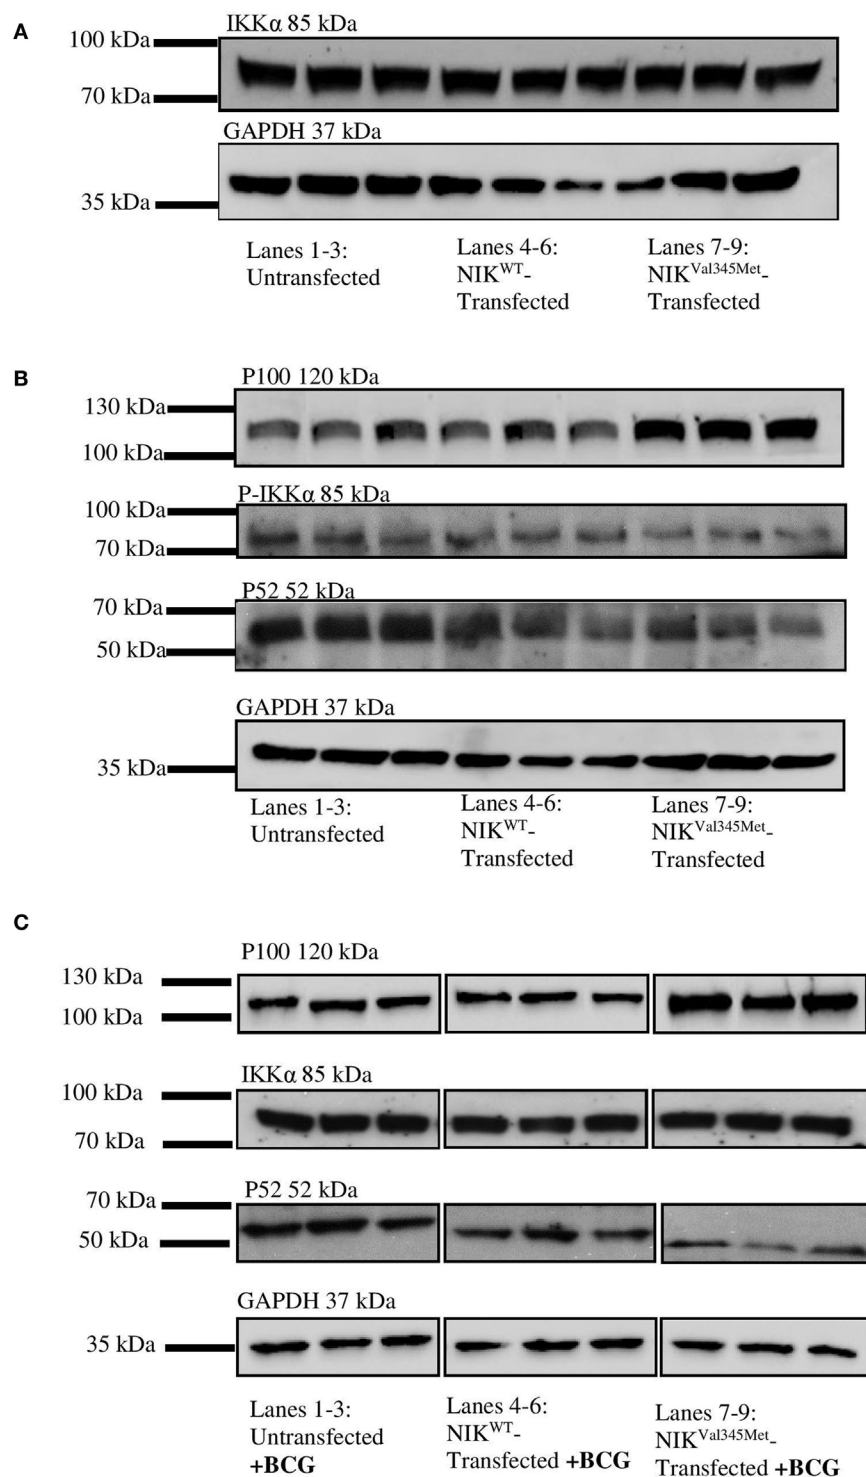 A
IKKα 85 kDa
100 kDa
70 kDa
GAPDH 37 kDa
35 kDa
Lanes 1-3:
Untransfected
Lanes 4-6:
NIKWT-
Transfected
Lanes 7-9:
NIKVal345Met-
Transfected
B
P100 120 kDa
130 kDa
100 kDa
P-IKKα 85 kDa
100 kDa
70 kDa
P52 52 kDa
70 kDa
50 kDa
GAPDH 37 kDa
35 kDa
Lanes 1-3:
Untransfected
Lanes 4-6:
NIKWT-
Transfected
Lanes 7-9:
NIKVal345Met-
Transfected
C
P100 120 kDa
130 kDa
100 kDa
IKKα 85 kDa
100 kDa
70 kDa
P52 52 kDa
70 kDa
50 kDa
GAPDH 37 kDa
35 kDa
Lanes 1-3:
Untransfected
+BCG
Lanes 4-6:
NIKWT-
Transfected +BCG
Lanes 7-9:
NIKVal345Met-
Transfected +BCG